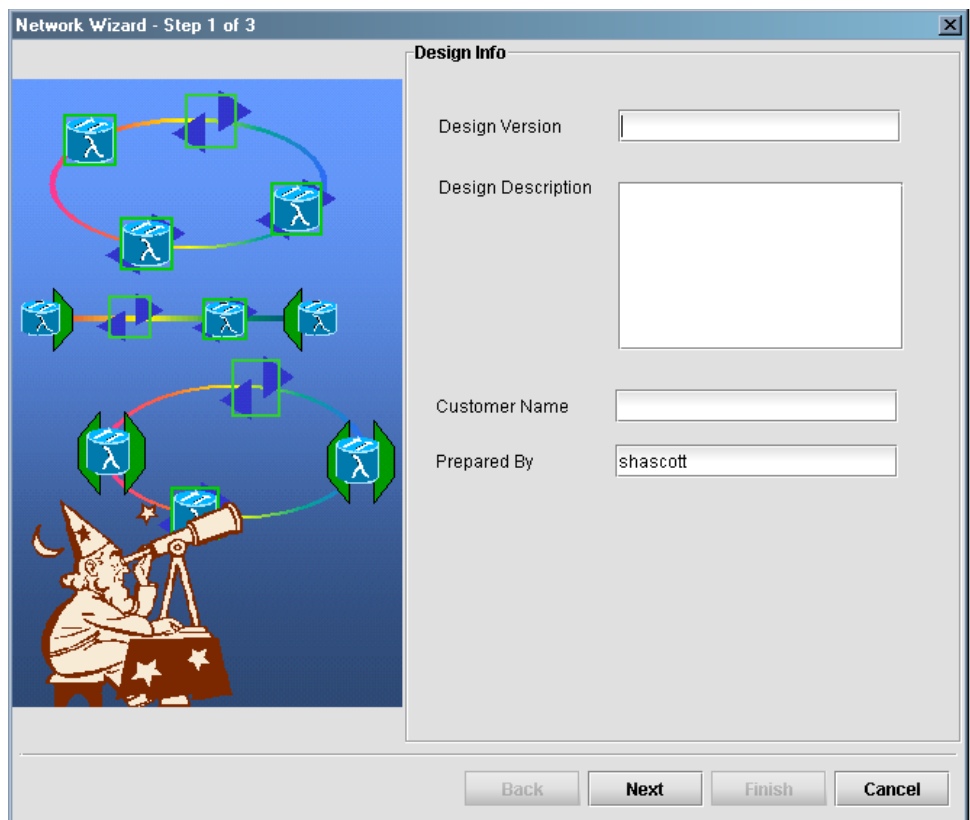 Network Wizard - Step 1 of 3
Design Info
Design Version
Design Description
Customer Name
Prepared By shascott
Back Next Finish Cancel
λ
λ
λ
λ
λ
λ
λ
λ